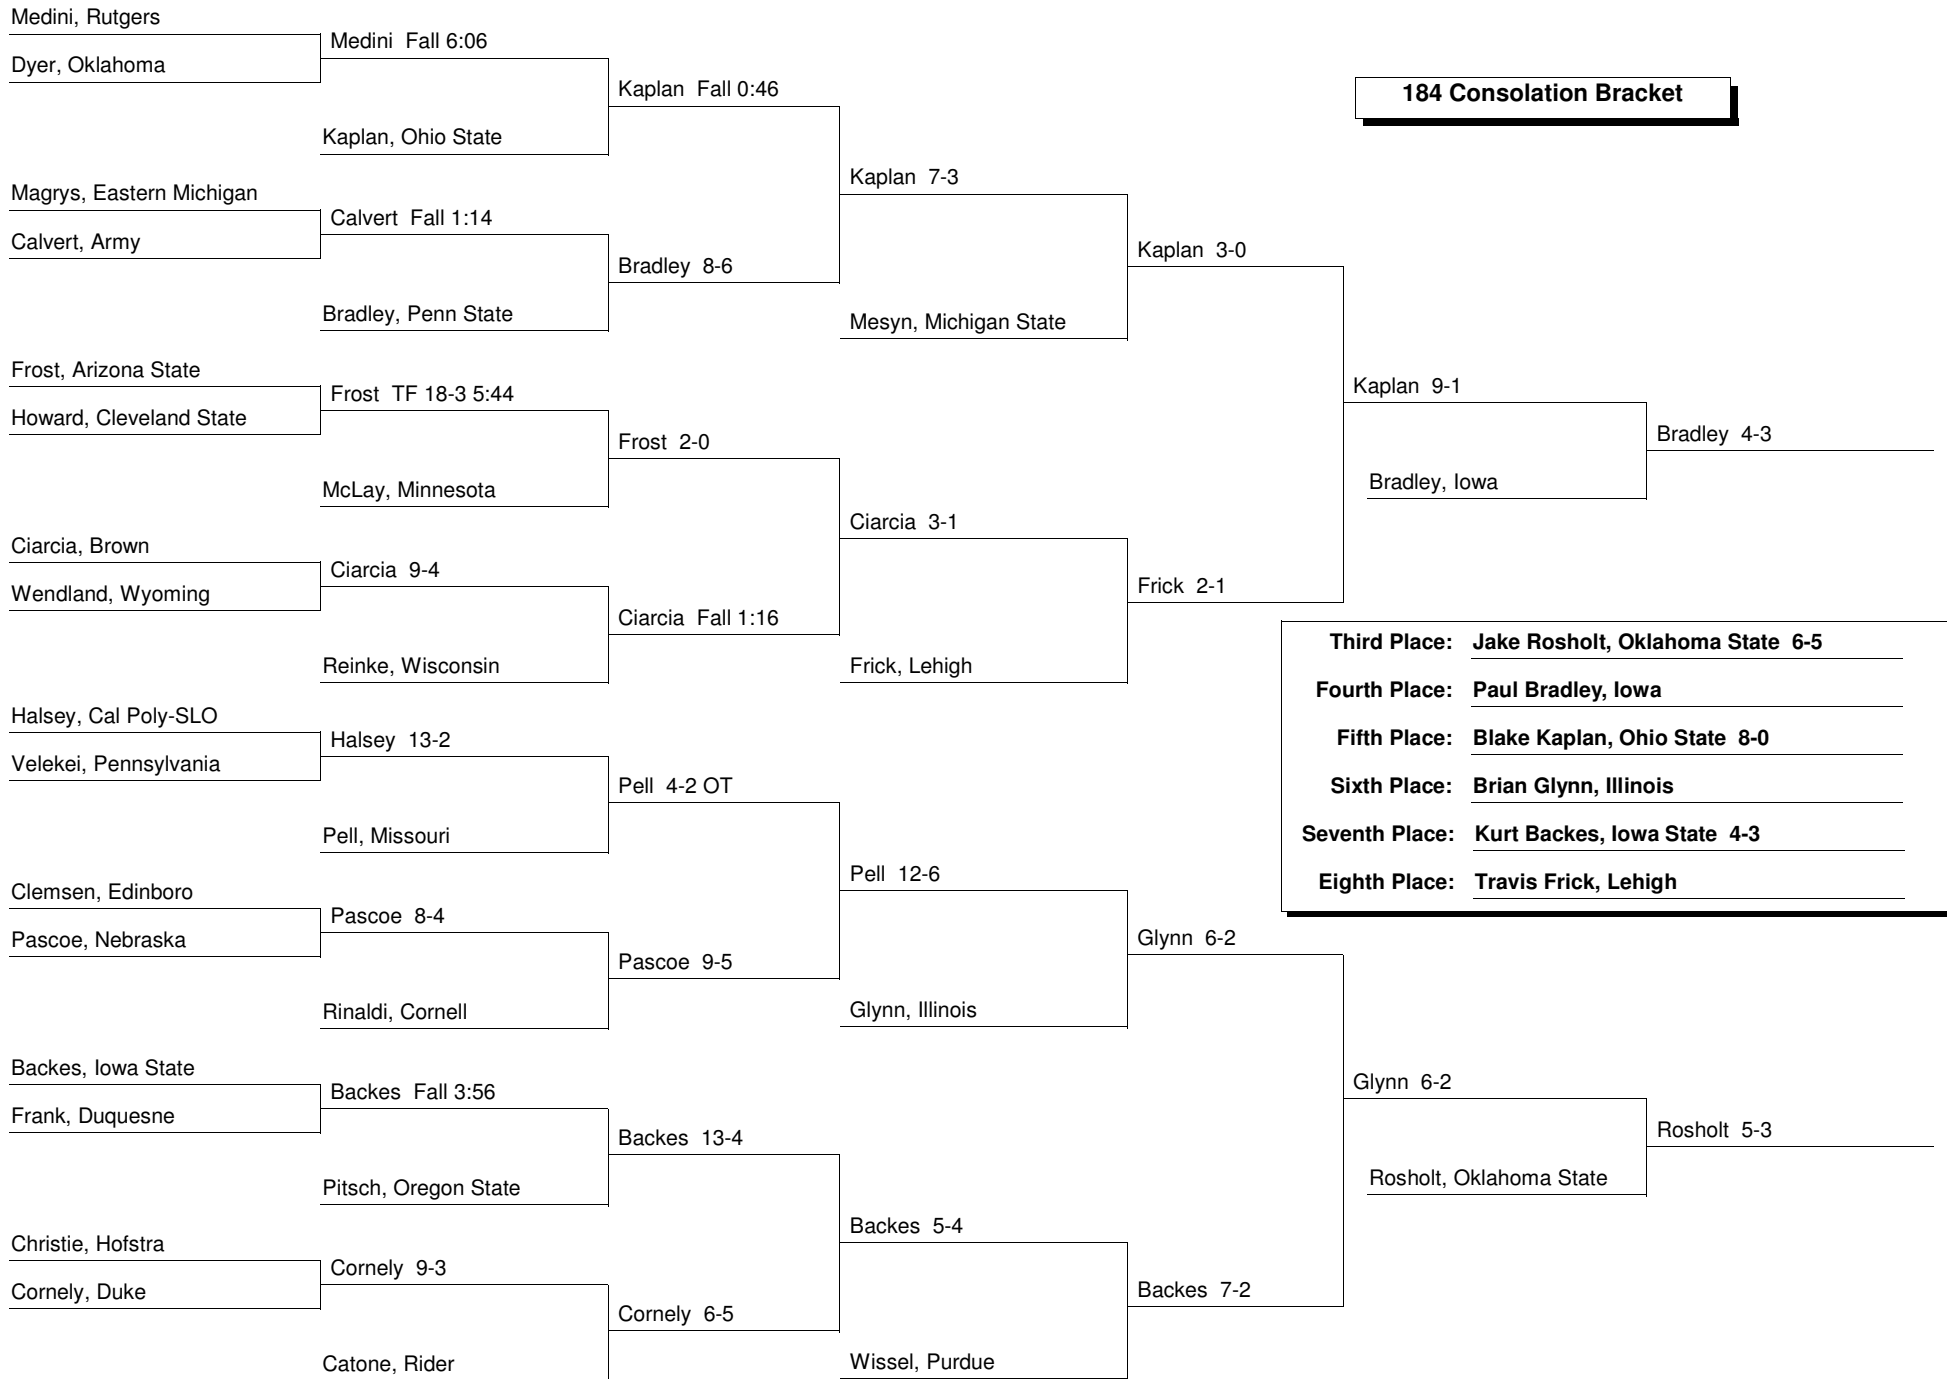 Medini, Rutgers
Medini  Fall 6:06
Dyer, Oklahoma
Kaplan  Fall 0:46
184 Consolation Bracket
Kaplan, Ohio State
Kaplan  7-3
Magrys, Eastern Michigan
Calvert  Fall 1:14
Calvert, Army
Kaplan  3-0
Bradley  8-6
Bradley, Penn State
Mesyn, Michigan State
Frost, Arizona State
Kaplan  9-1
Frost  TF 18-3 5:44
Howard, Cleveland State
Bradley  4-3
Frost  2-0
Bradley, Iowa
McLay, Minnesota
Ciarcia  3-1
Ciarcia, Brown
Ciarcia  9-4
Frick  2-1
Wendland, Wyoming
Ciarcia  Fall 1:16
Third Place: Jake Rosholt, Oklahoma State  6-5
Reinke, Wisconsin
Frick, Lehigh
Fourth Place: Paul Bradley, Iowa
Halsey, Cal Poly-SLO
Fifth Place: Blake Kaplan, Ohio State  8-0
Halsey  13-2
Velekei, Pennsylvania
Pell  4-2 OT
Sixth Place: Brian Glynn, Illinois
Pell, Missouri
Seventh Place: Kurt Backes, Iowa State  4-3
Pell  12-6
Eighth Place: Travis Frick, Lehigh
Clemsen, Edinboro
Pascoe  8-4
Pascoe, Nebraska
Glynn  6-2
Pascoe  9-5
Rinaldi, Cornell
Glynn, Illinois
Backes, Iowa State
Glynn  6-2
Backes  Fall 3:56
Frank, Duquesne
Rosholt  5-3
Backes  13-4
Rosholt, Oklahoma State
Pitsch, Oregon State
Backes  5-4
Christie, Hofstra
Cornely  9-3
Backes  7-2
Cornely, Duke
Cornely  6-5
Catone, Rider
Wissel, Purdue